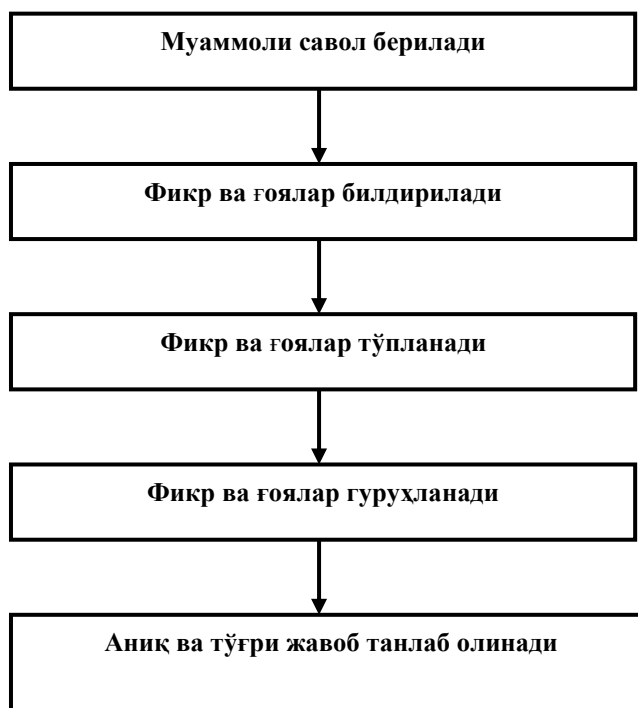 Муаммоли савол берилади
Фикр ва ғоялар билдирилади
Фикр ва ғоялар тўпланади
Фикр ва ғоялар гуруҳланади
Аниқ ва тўғри жавоб танлаб олинади